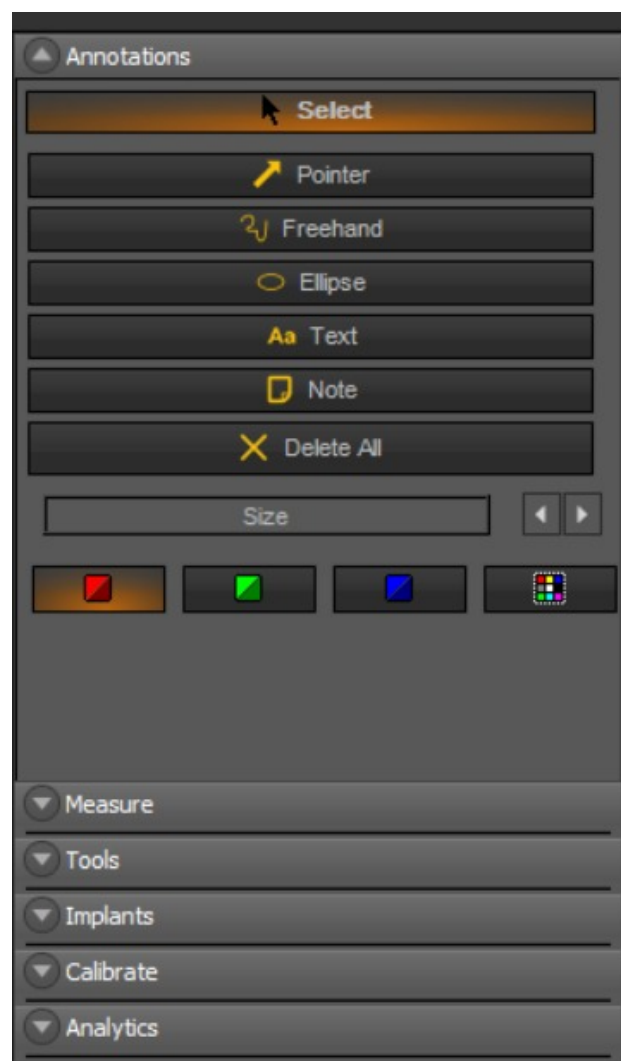 Annotations
Select
Pointer
Freehand
Ellipse
Aa Text
Note
Delete All
Size
Measure
Tools
Implants
Calibrate
Analytics